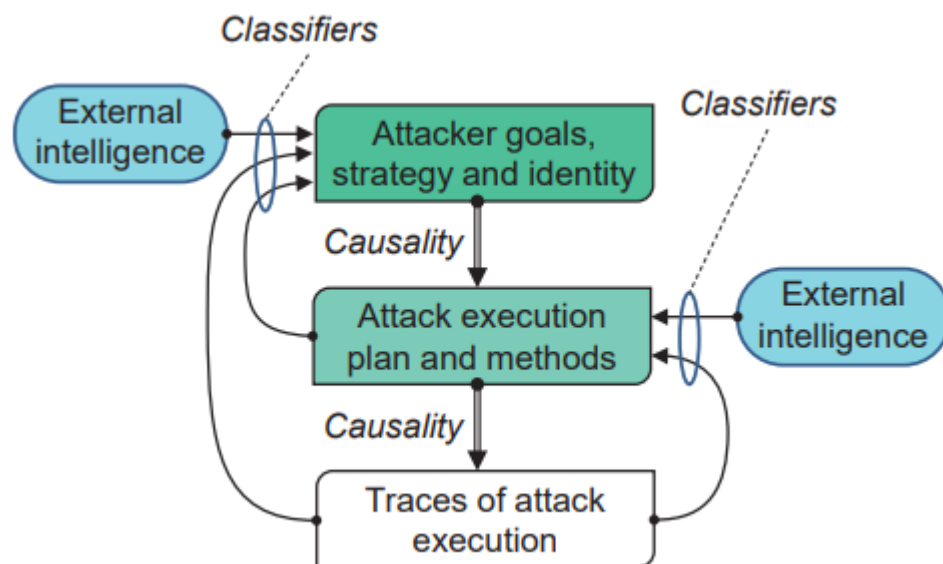 Classifiers
External
intelligence
Attacker goals,
strategy and identity
Classifiers
Causality
Attack execution
plan and methods
External
intelligence
Causality
Traces of attack
execution